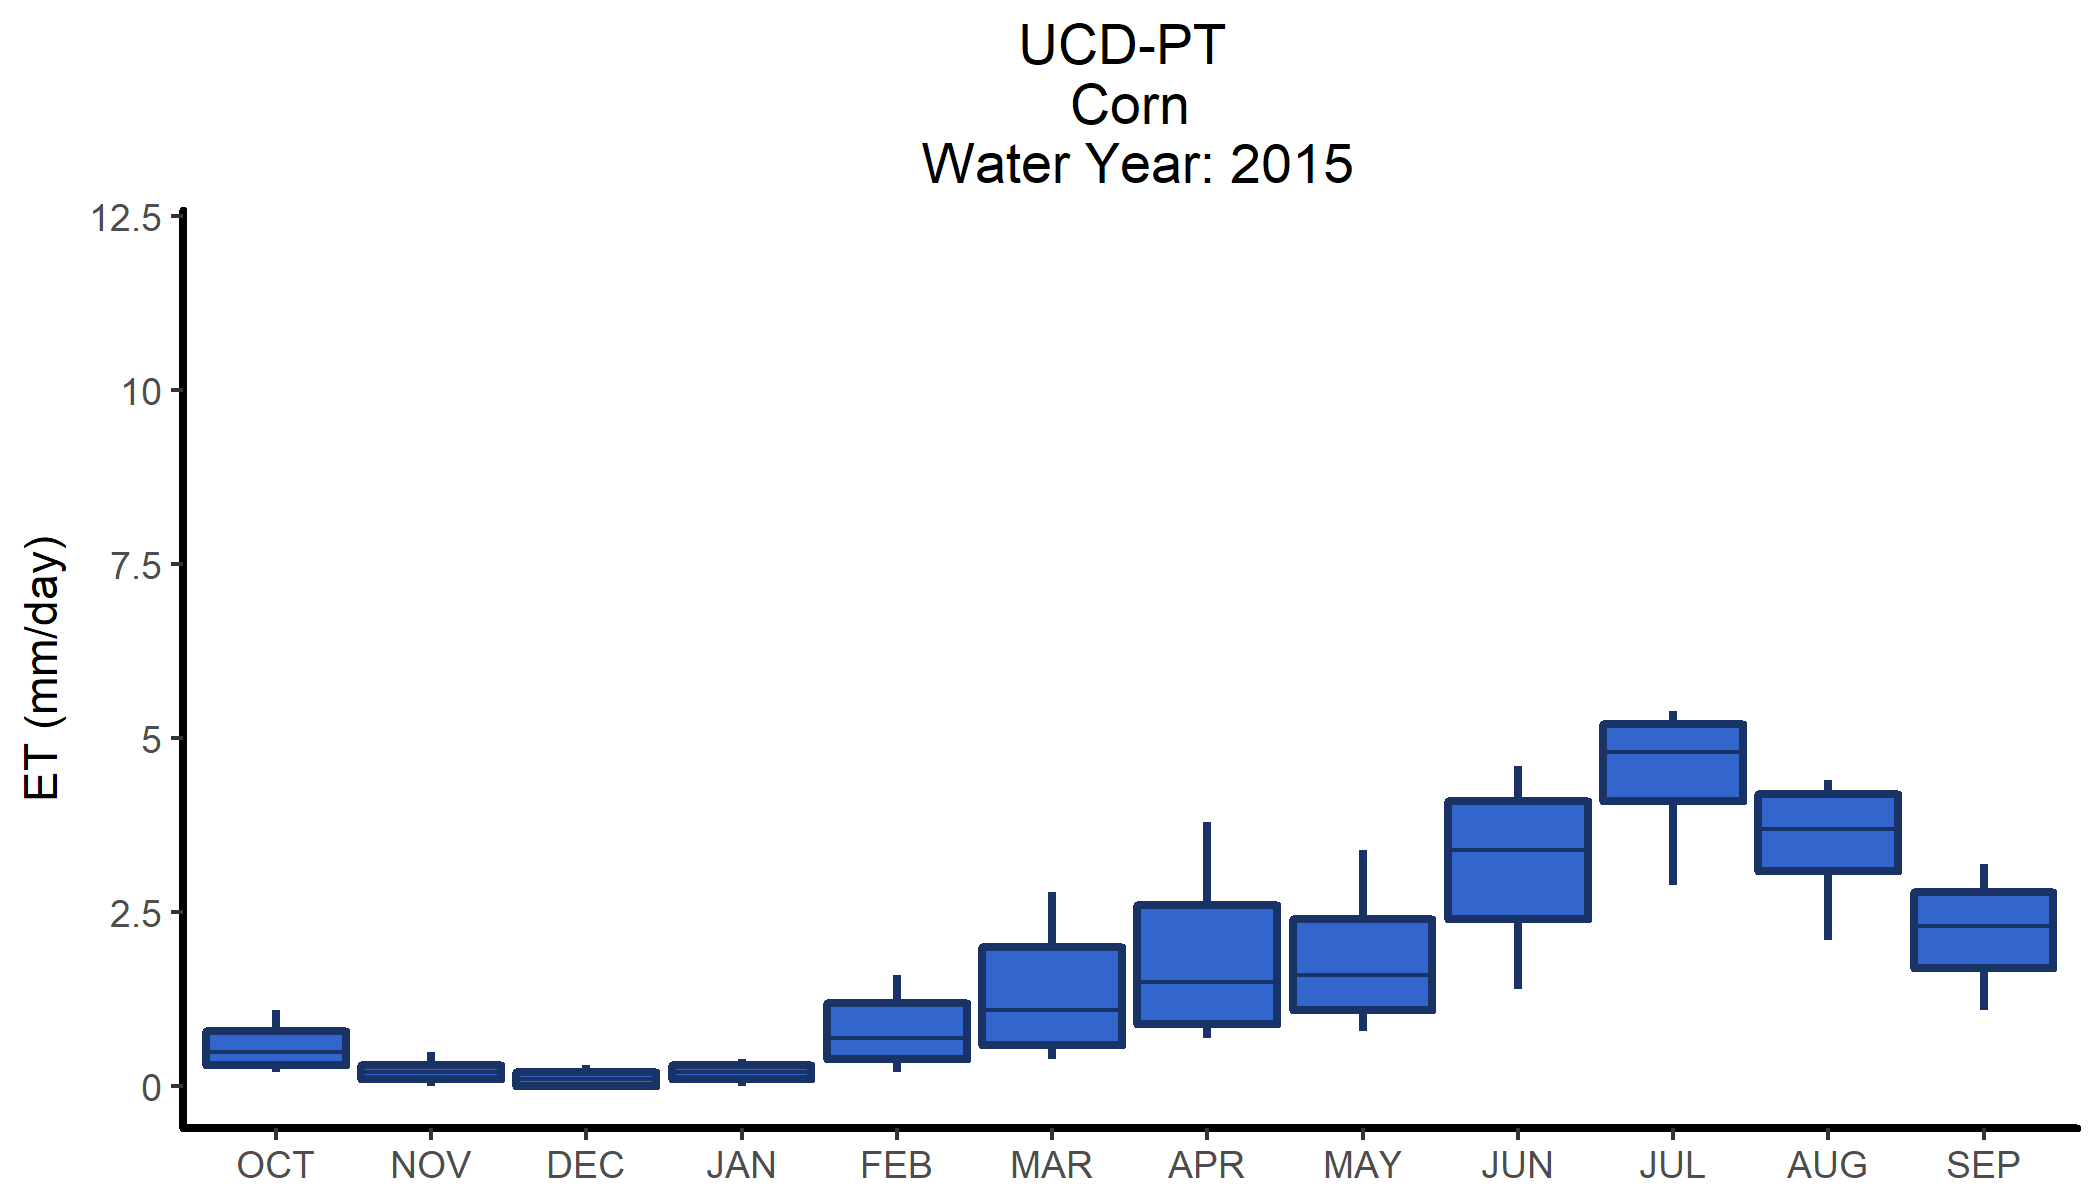 UCD-PT
Corn
Water Year: 2015
ET (mm/day)
12.5
10
7.5
5
2.5
0
OCT NOV DEC JAN FEB MAR APR MAY JUN JUL AUG SEP